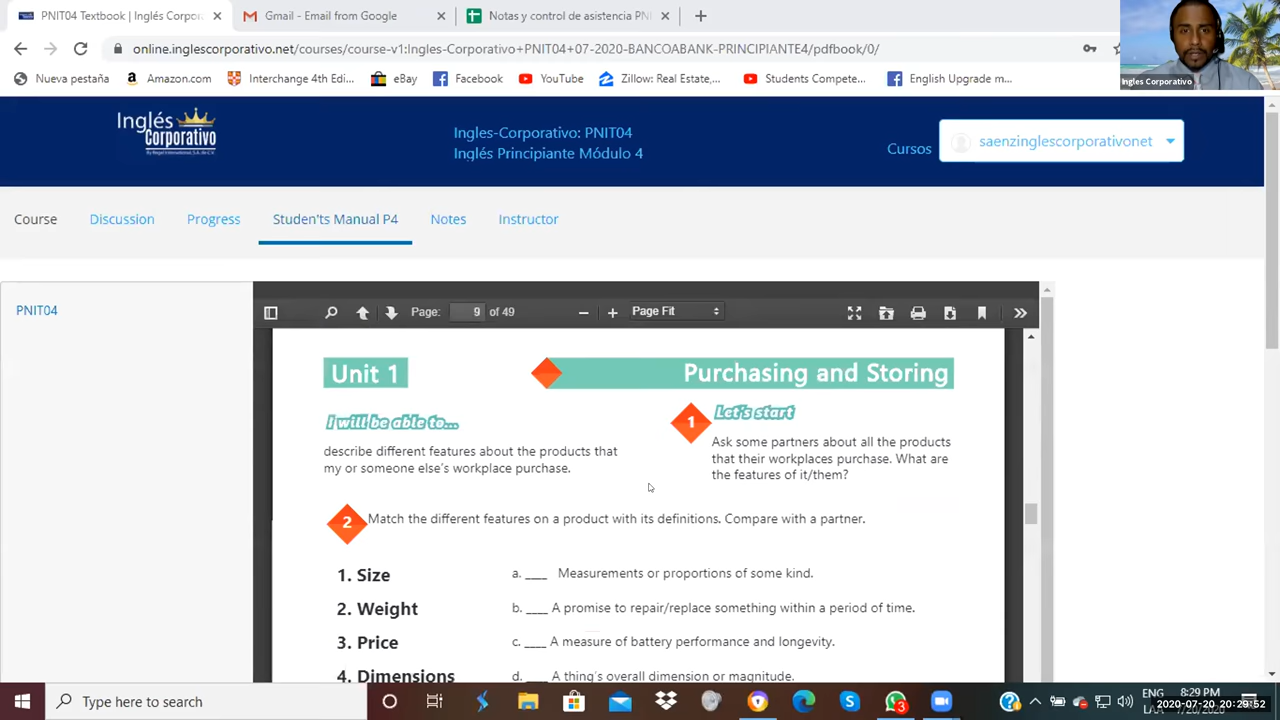 PNIT04 Textbook | Inglés Corpora
Gmail - Email from Google
Notas y control de asistencia PNI
online.inglescorporativo.net/courses/course-v1:Ingles-Corporativo+PNIT04+07-2020-BANCOABANK-PRINCIPIANTE4/pdfbook/0/
Nueva pestaña
Amazon.com
Interchange 4th Edi...
eBay
Facebook
YouTube
Zillow: Real Estate,...
Students Compete...
English Upgrade m...
Ingles Corporativo
Inglés
Corporativo
Ingles-Corporativo: PNIT04
Inglés Principiante Módulo 4
Cursos
saenzinglescorporativonet
Course
Discussion
Progress
Studen'ts Manual P4
Notes
Instructor
PNIT04
Page:
9
of 49
Page Fit
Unit 1
Purchasing and Storing
I will be able to...
describe different features about the products that
my or someone else's workplace purchase.
1
Let's start
Ask some partners about all the products
that their workplaces purchase. What are
the features of it/them?
2
Match the different features on a product with its definitions. Compare with a partner.
1. Size
a. ____ Measurements or proportions of some kind.
2. Weight
b. ____ A promise to repair/replace something within a period of time.
3. Price
c. ____ A measure of battery performance and longevity.
4. Dimensions
d. ____ A thing's overall dimension or magnitude.
Type here to search
3
ENG
8:29 PM
2020-07-20 20:29:52